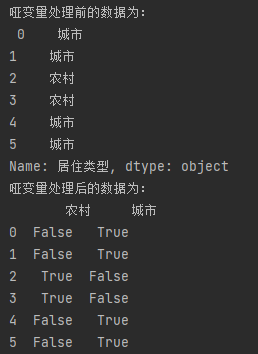 哑变量处理前的数据为:
0    城市
1    城市
2    农村
3    农村
4    城市
5    城市
Name: 居住类型, dtype: object
哑变量处理后的数据为:
      农村     城市
0  False   True
1  False   True
2   True  False
3   True  False
4  False   True
5  False   True